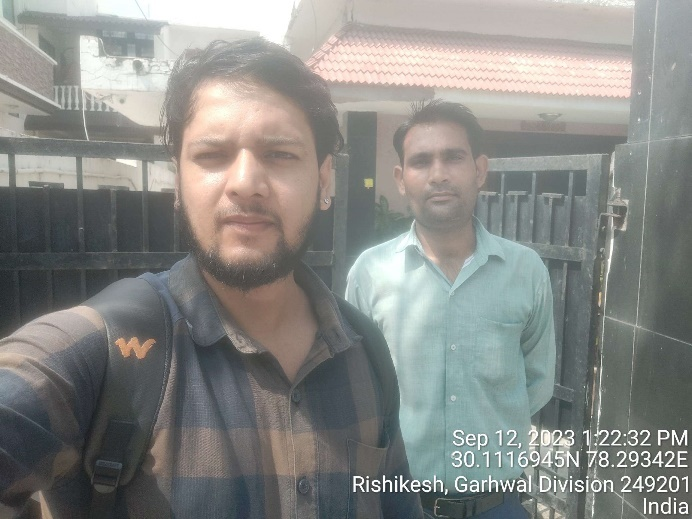 Sep 12, 2023 1:22:32 PM
30.1116945N 78.29342E
Rishikesh, Garhwal Division 249201
India